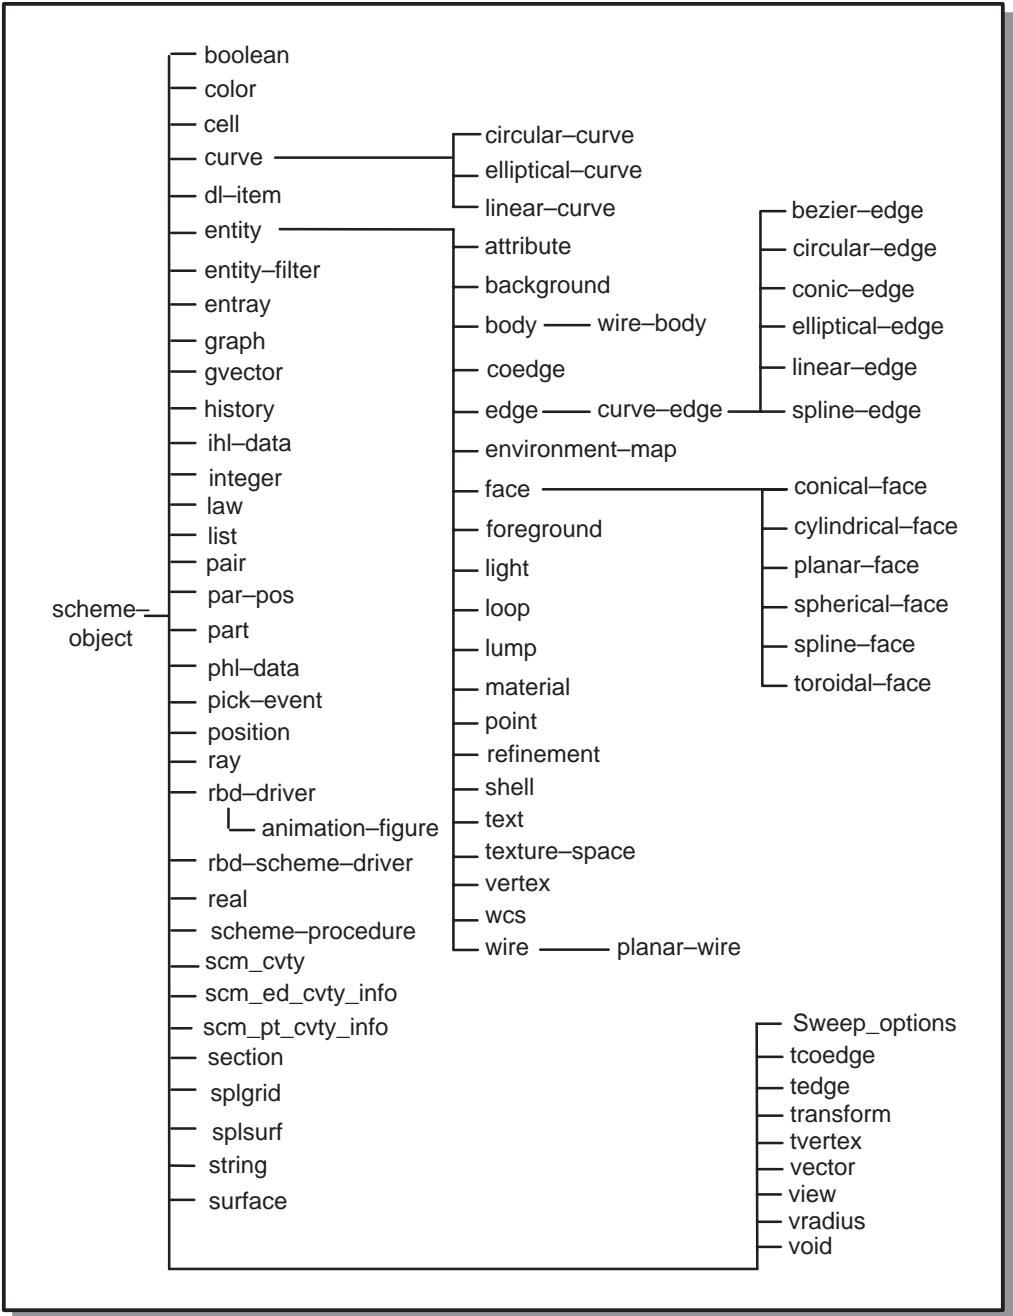 scheme–
object
boolean
color
cell
curve
dl–item
entity
entity–filter
entray
graph
gvector
history
ihl–data
integer
law
list
pair
par–pos
part
phl–data
pick–event
position
ray
rbd–driver
animation–figure
rbd–scheme–driver
real
scheme–procedure
scm_cvty
scm_ed_cvty_info
scm_pt_cvty_info
section
splgrid
splsurf
string
surface
circular–curve
elliptical–curve
linear–curve
attribute
background
body
wire–body
coedge
edge
curve–edge
environment–map
face
foreground
light
loop
lump
material
point
refinement
shell
text
texture–space
vertex
wcs
wire
planar–wire
bezier–edge
circular–edge
conic–edge
elliptical–edge
linear–edge
spline–edge
conical–face
cylindrical–face
planar–face
spherical–face
spline–face
toroidal–face
Sweep_options
tcoedge
tedge
transform
tvertex
vector
view
vradius
void